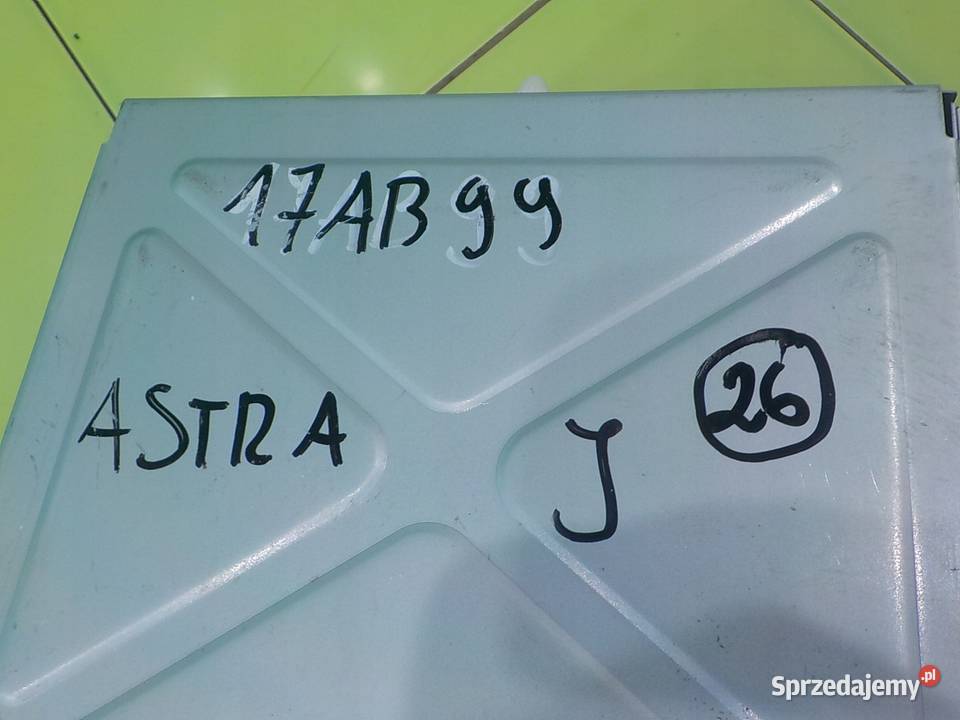 17AB99
26
ASTRA J
Sprzedajemy.pl